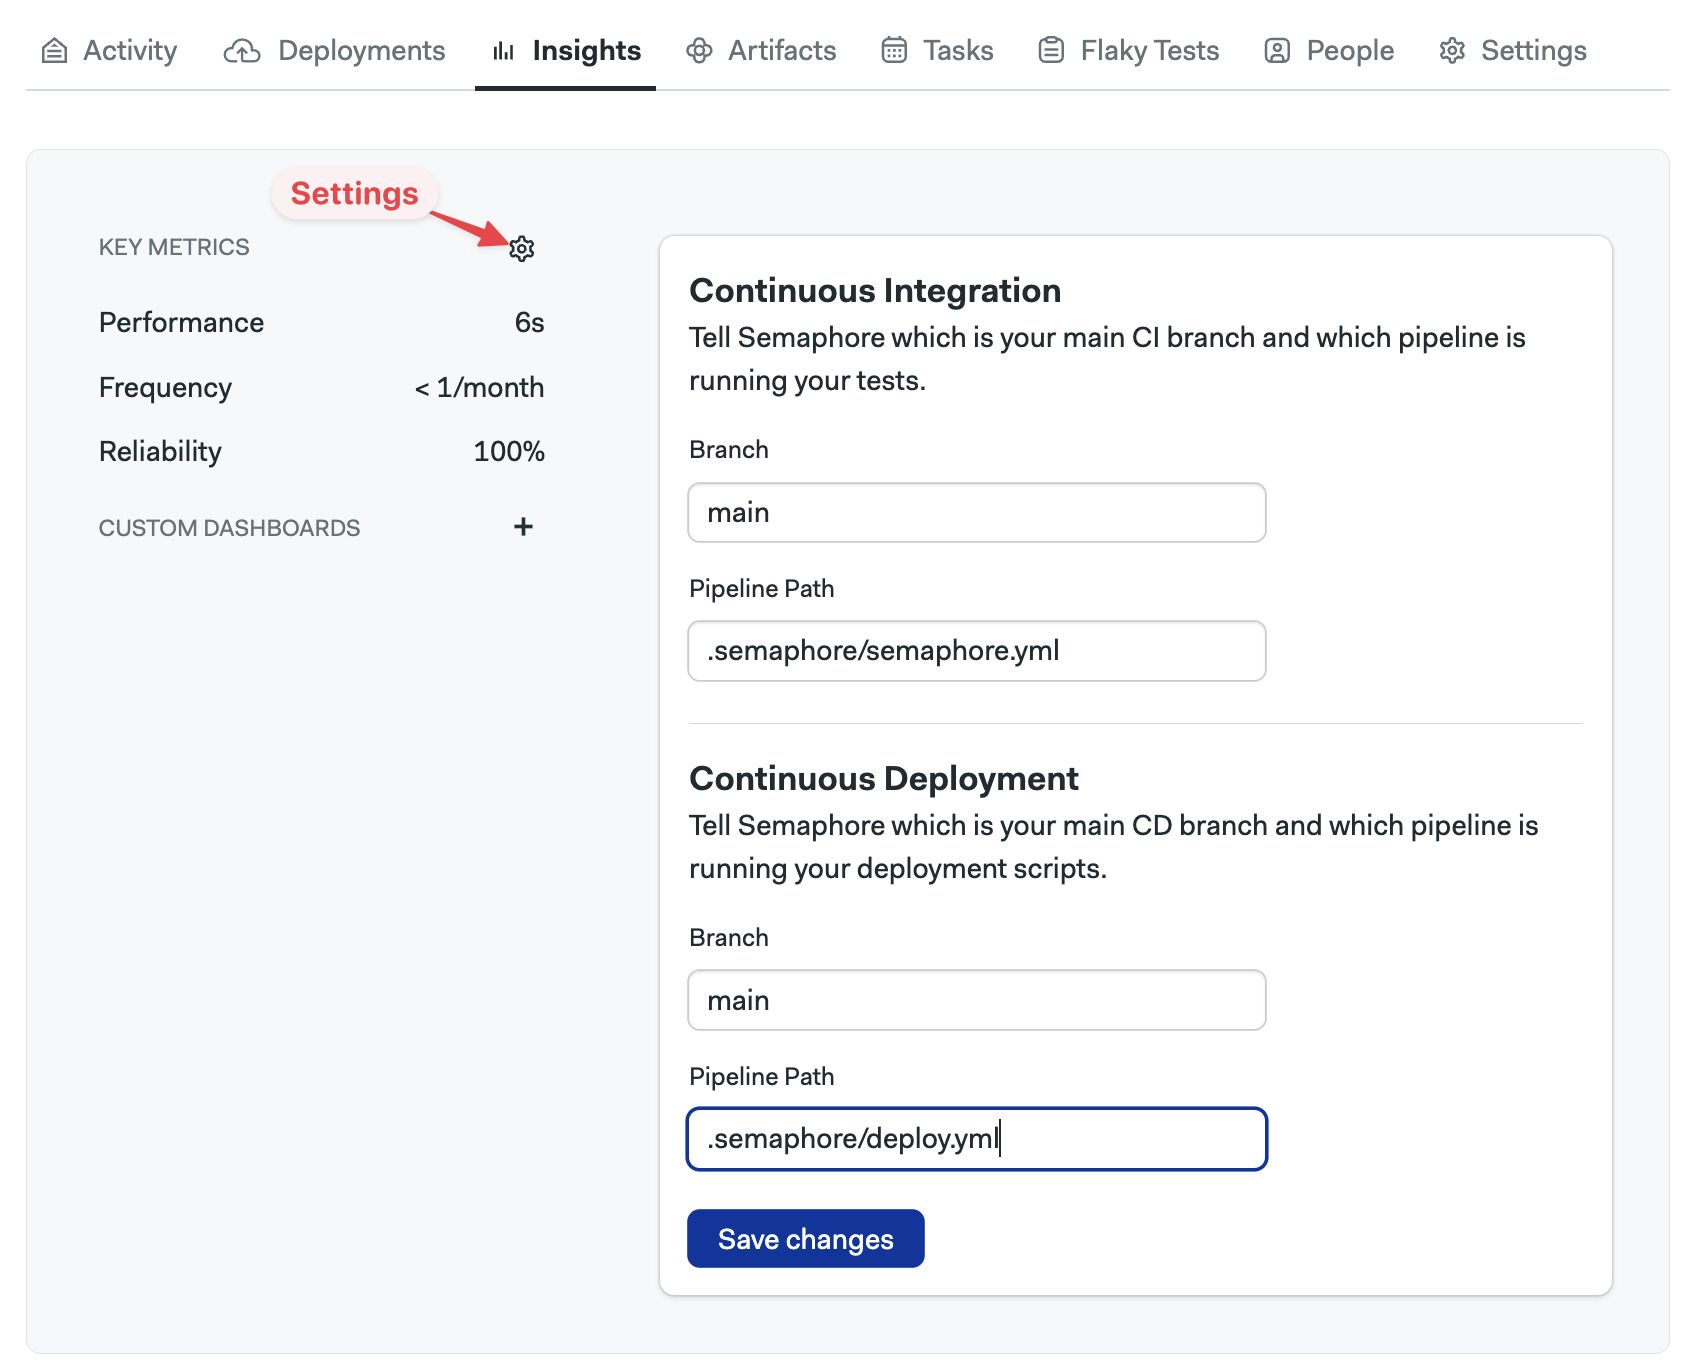 Activity Deployments Insights Artifacts Tasks Flaky Tests People Settings
Settings
KEY METRICS
Performance 6s
Frequency < 1/month
Reliability 100%
CUSTOM DASHBOARDS +
Continuous Integration
Tell Semaphore which is your main CI branch and which pipeline is
running your tests.
Branch
main
Pipeline Path
.semaphore/semaphore.yml
Continuous Deployment
Tell Semaphore which is your main CD branch and which pipeline is
running your deployment scripts.
Branch
main
Pipeline Path
.semaphore/deploy.yml
Save changes